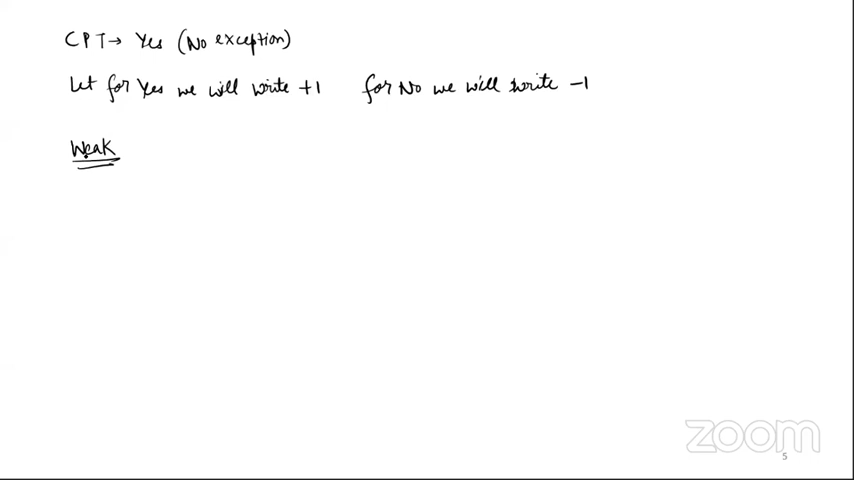 CPT→ Yes (No exception)
Let for Yes we will write +1 for No we will write -1
Weak
zoom
5